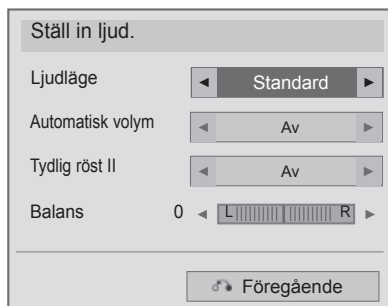 Ställ in ljud.
Ljudläge ◄ Standard ►
Automatisk volym ◄ Av ►
Tydlig röst II ◄ Av ►
Balans 0 ◄ L R ►
Föregående